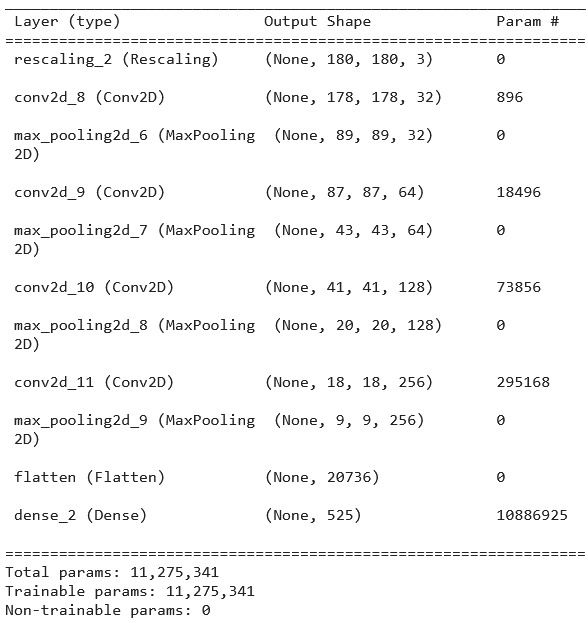 Layer (type) Output Shape Param #
=================================================================
rescaling_2 (Rescaling) (None, 180, 180, 3) 0
conv2d_8 (Conv2D) (None, 178, 178, 32) 896
max_pooling2d_6 (MaxPooling (None, 89, 89, 32) 0
2D)
conv2d_9 (Conv2D) (None, 87, 87, 64) 18496
max_pooling2d_7 (MaxPooling (None, 43, 43, 64) 0
2D)
conv2d_10 (Conv2D) (None, 41, 41, 128) 73856
max_pooling2d_8 (MaxPooling (None, 20, 20, 128) 0
2D)
conv2d_11 (Conv2D) (None, 18, 18, 256) 295168
max_pooling2d_9 (MaxPooling (None, 9, 9, 256) 0
2D)
flatten (Flatten) (None, 20736) 0
dense_2 (Dense) (None, 525) 10886925
=================================================================
Total params: 11,275,341
Trainable params: 11,275,341
Non-trainable params: 0